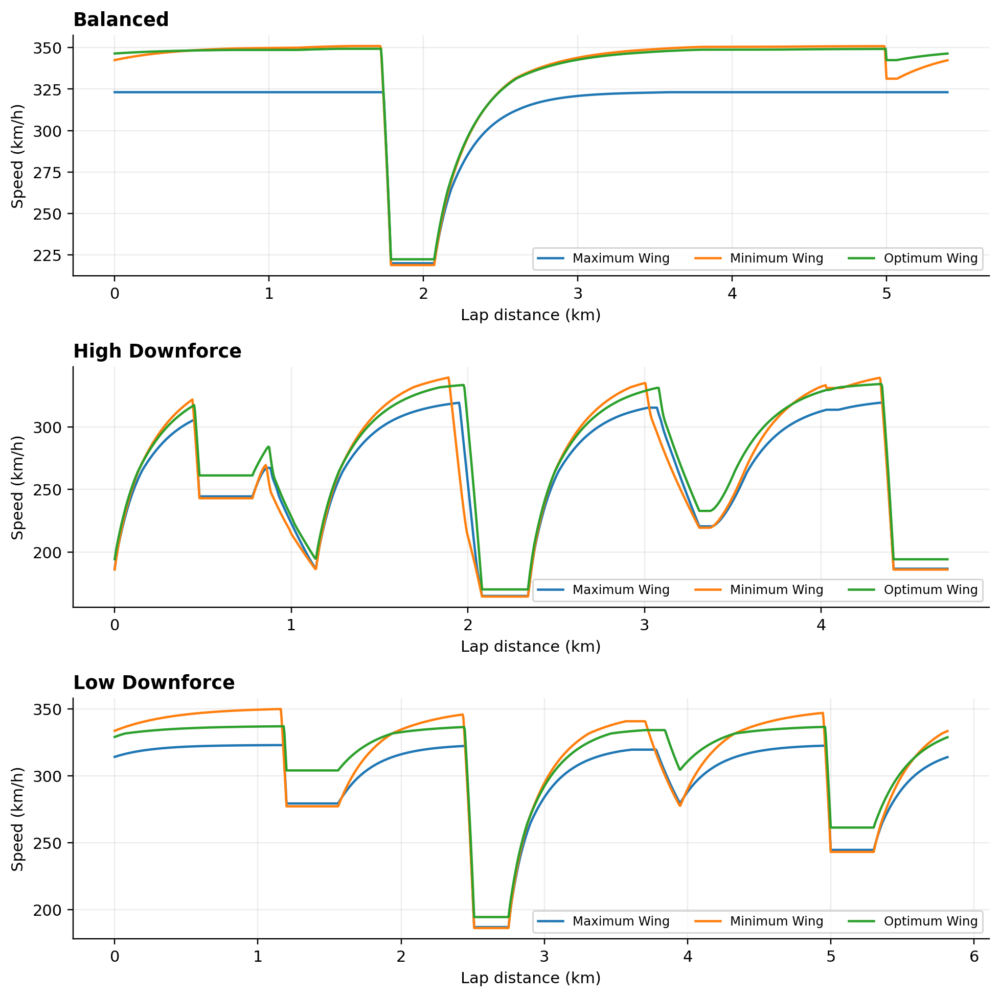 Balanced
350
325
300
275
250
225
Speed (km/h)
Maximum Wing Minimum Wing Optimum Wing
0 1 2 3 4 5
Lap distance (km)
High Downforce
300
250
200
Speed (km/h)
Maximum Wing Minimum Wing Optimum Wing
0 1 2 3 4
Lap distance (km)
Low Downforce
350
300
250
200
Speed (km/h)
Maximum Wing Minimum Wing Optimum Wing
0 1 2 3 4 5 6
Lap distance (km)